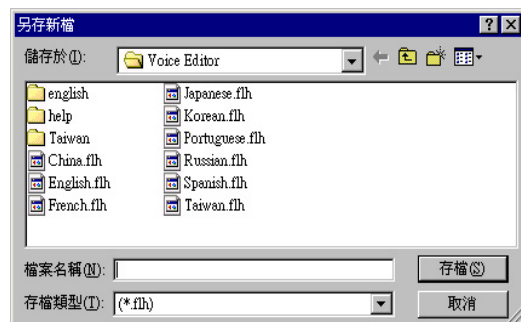 另存新檔
儲存於(I): Voice Editor
english
help
Taiwan
China.flh
English.flh
French.flh
Japanese.flh
Korean.flh
Portuguese.flh
Russian.flh
Spanish.flh
Taiwan.flh
檔案名稱(N):
存檔(S)
存檔類型(T): (*.flh)
取消